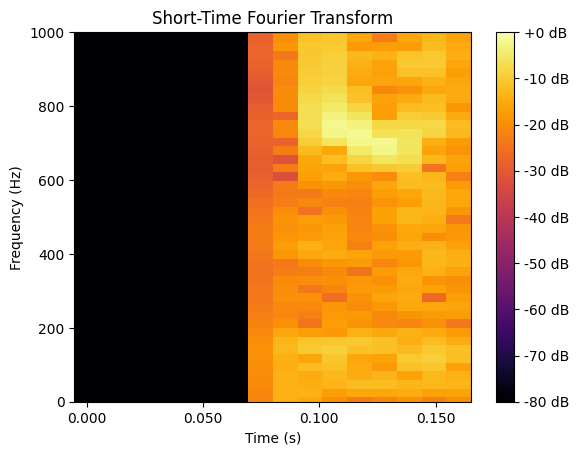 Short-Time Fourier Transform
1000
800
600
400
200
0
Frequency (Hz)
0.000
0.050
0.100
0.150
Time (s)
+0 dB
-10 dB
-20 dB
-30 dB
-40 dB
-50 dB
-60 dB
-70 dB
-80 dB